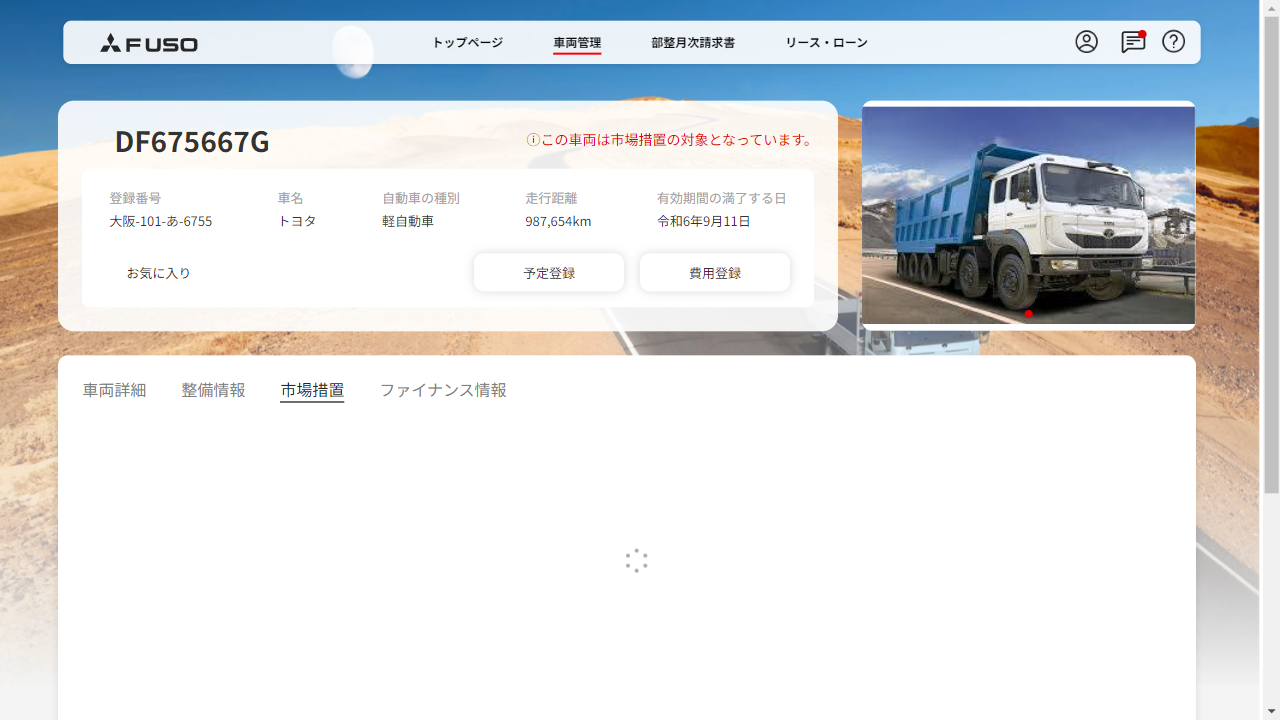 FUSO
トップページ
車両管理
部整月次請求書
リース・ローン
DF675667G
この車両は市場措置の対象となっています。
登録番号 車名 自動車の種別 走行距離 有効期間の満了する日
大阪-101-あ-6755 トヨタ 軽自動車 987,654km 令和6年9月11日
お気に入り
予定登録
費用登録
車両詳細 整備情報 市場措置 ファイナンス情報